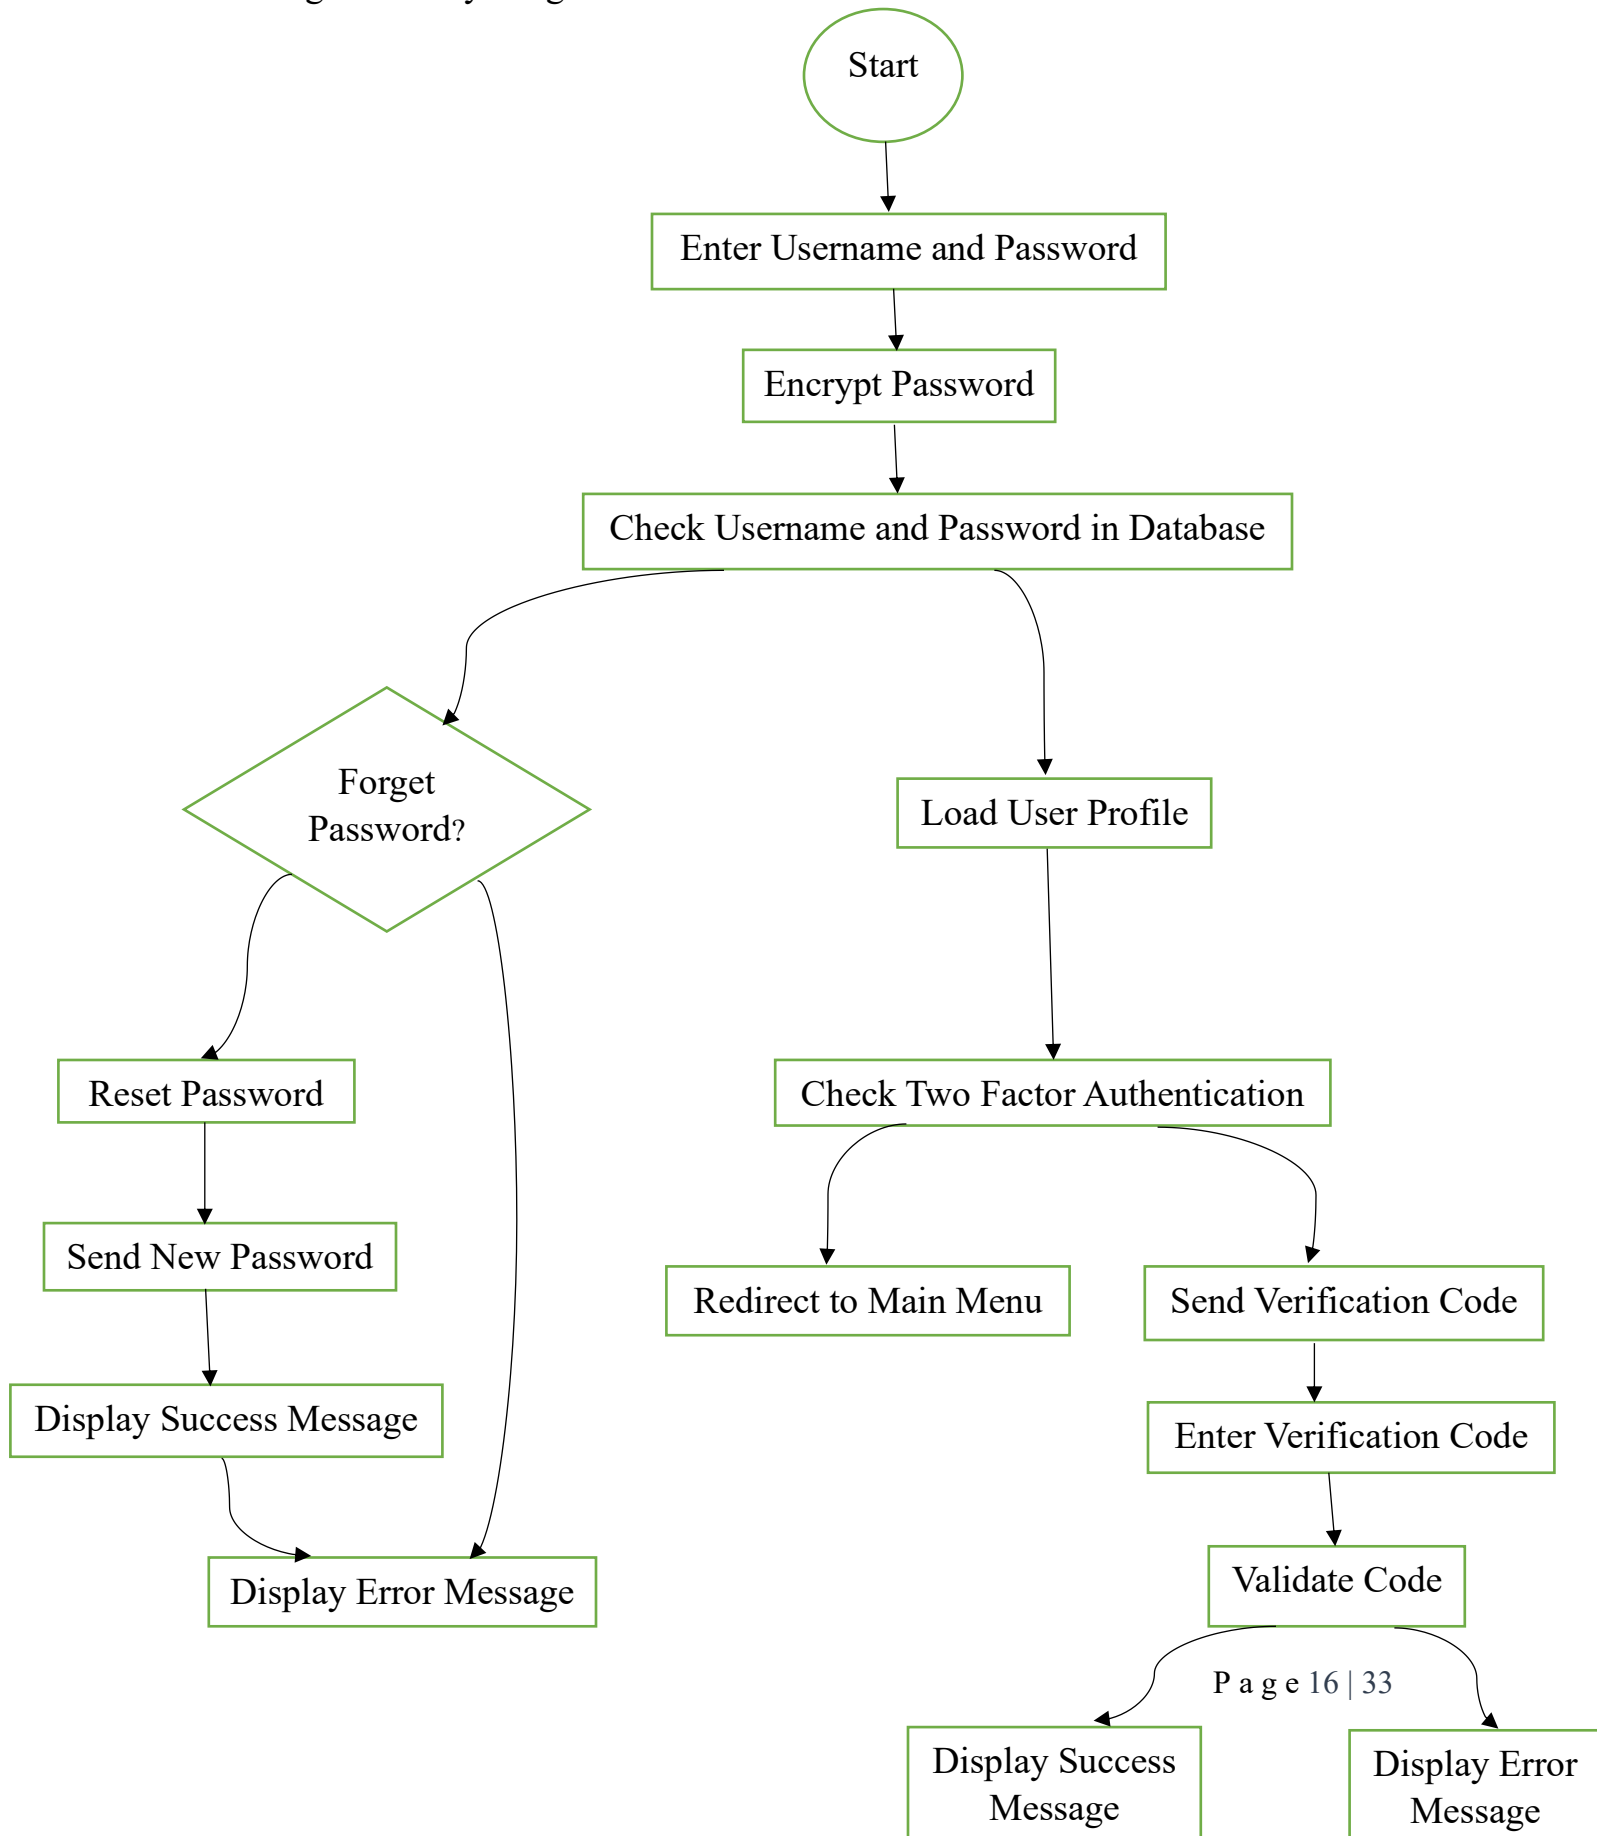 Start
Enter Username and Password
Encrypt Password
Check Username and Password in Database
Forget
Password?
Load User Profile
Reset Password
Check Two Factor Authentication
Send New Password
Redirect to Main Menu
Send Verification Code
Display Success Message
Enter Verification Code
Display Error Message
Validate Code
P a g e 16 | 33
Display Success
Message
Display Error
Message